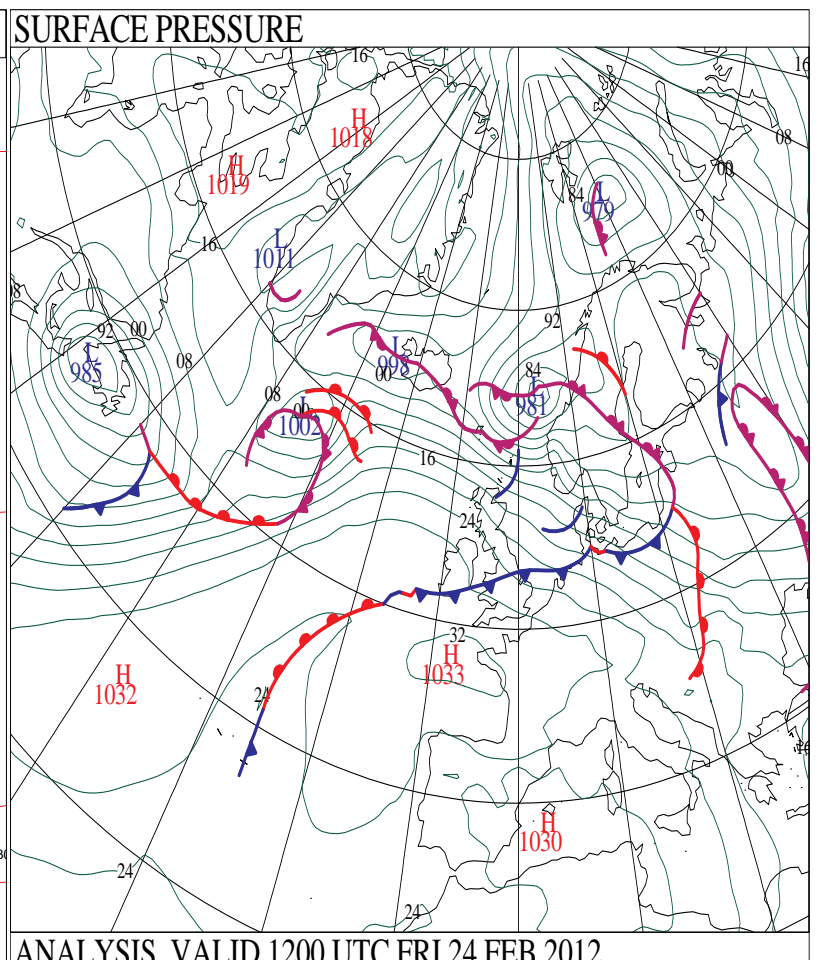 SURFACE PRESSURE
16
16
H
1018
08
H
1019
00
84
L
979
16
L
1011
08
92
92
00
L
985
L
998
08
00
84
L
981
08
00
L
1002
16
24
32
H
1033
H
1032
24
H
1030
24
24
ANALYSIS VALID 1200 UTC FRI 24 FEB 2012